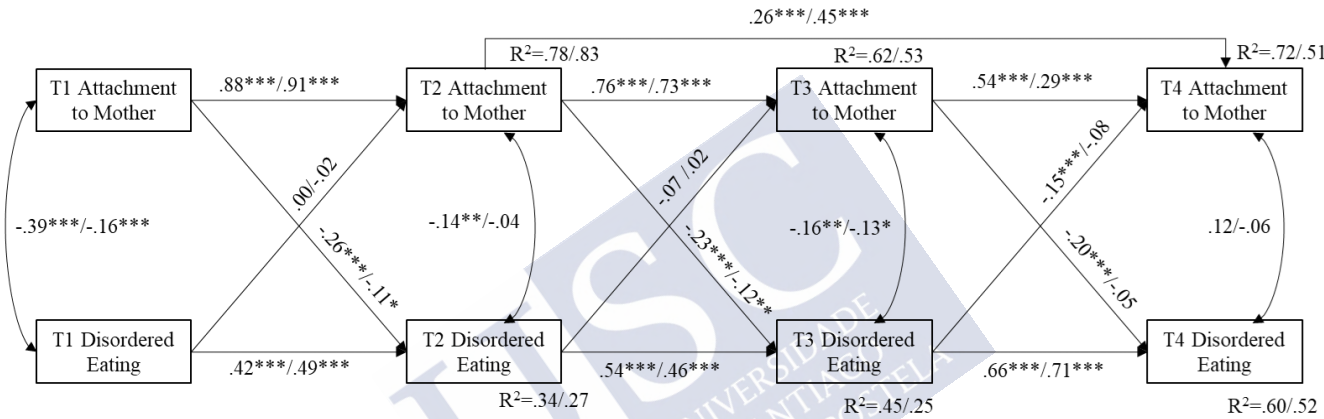 .26***/.45***
R²=.78/.83
R²=.62/.53
R²=.72/.51
T1 Attachment
to Mother
.88***/.91***
T2 Attachment
to Mother
.76***/.73***
T3 Attachment
to Mother
.54***/.29***
T4 Attachment
to Mother
.00/-.02
-.07/.02
-.15***/-.08
-.39***/-.16***
-.14**/-.04
-.16**/-.13*
.12/-.06
-.26***/-.11*
-.23***/-.12**
-.20***/-.05
T1 Disordered
Eating
.42***/.49***
T2 Disordered
Eating
.54***/.46***
T3 Disordered
Eating
.66***/.71***
T4 Disordered
Eating
R²=.34/.27
R²=.45/.25
R²=.60/.52
USC